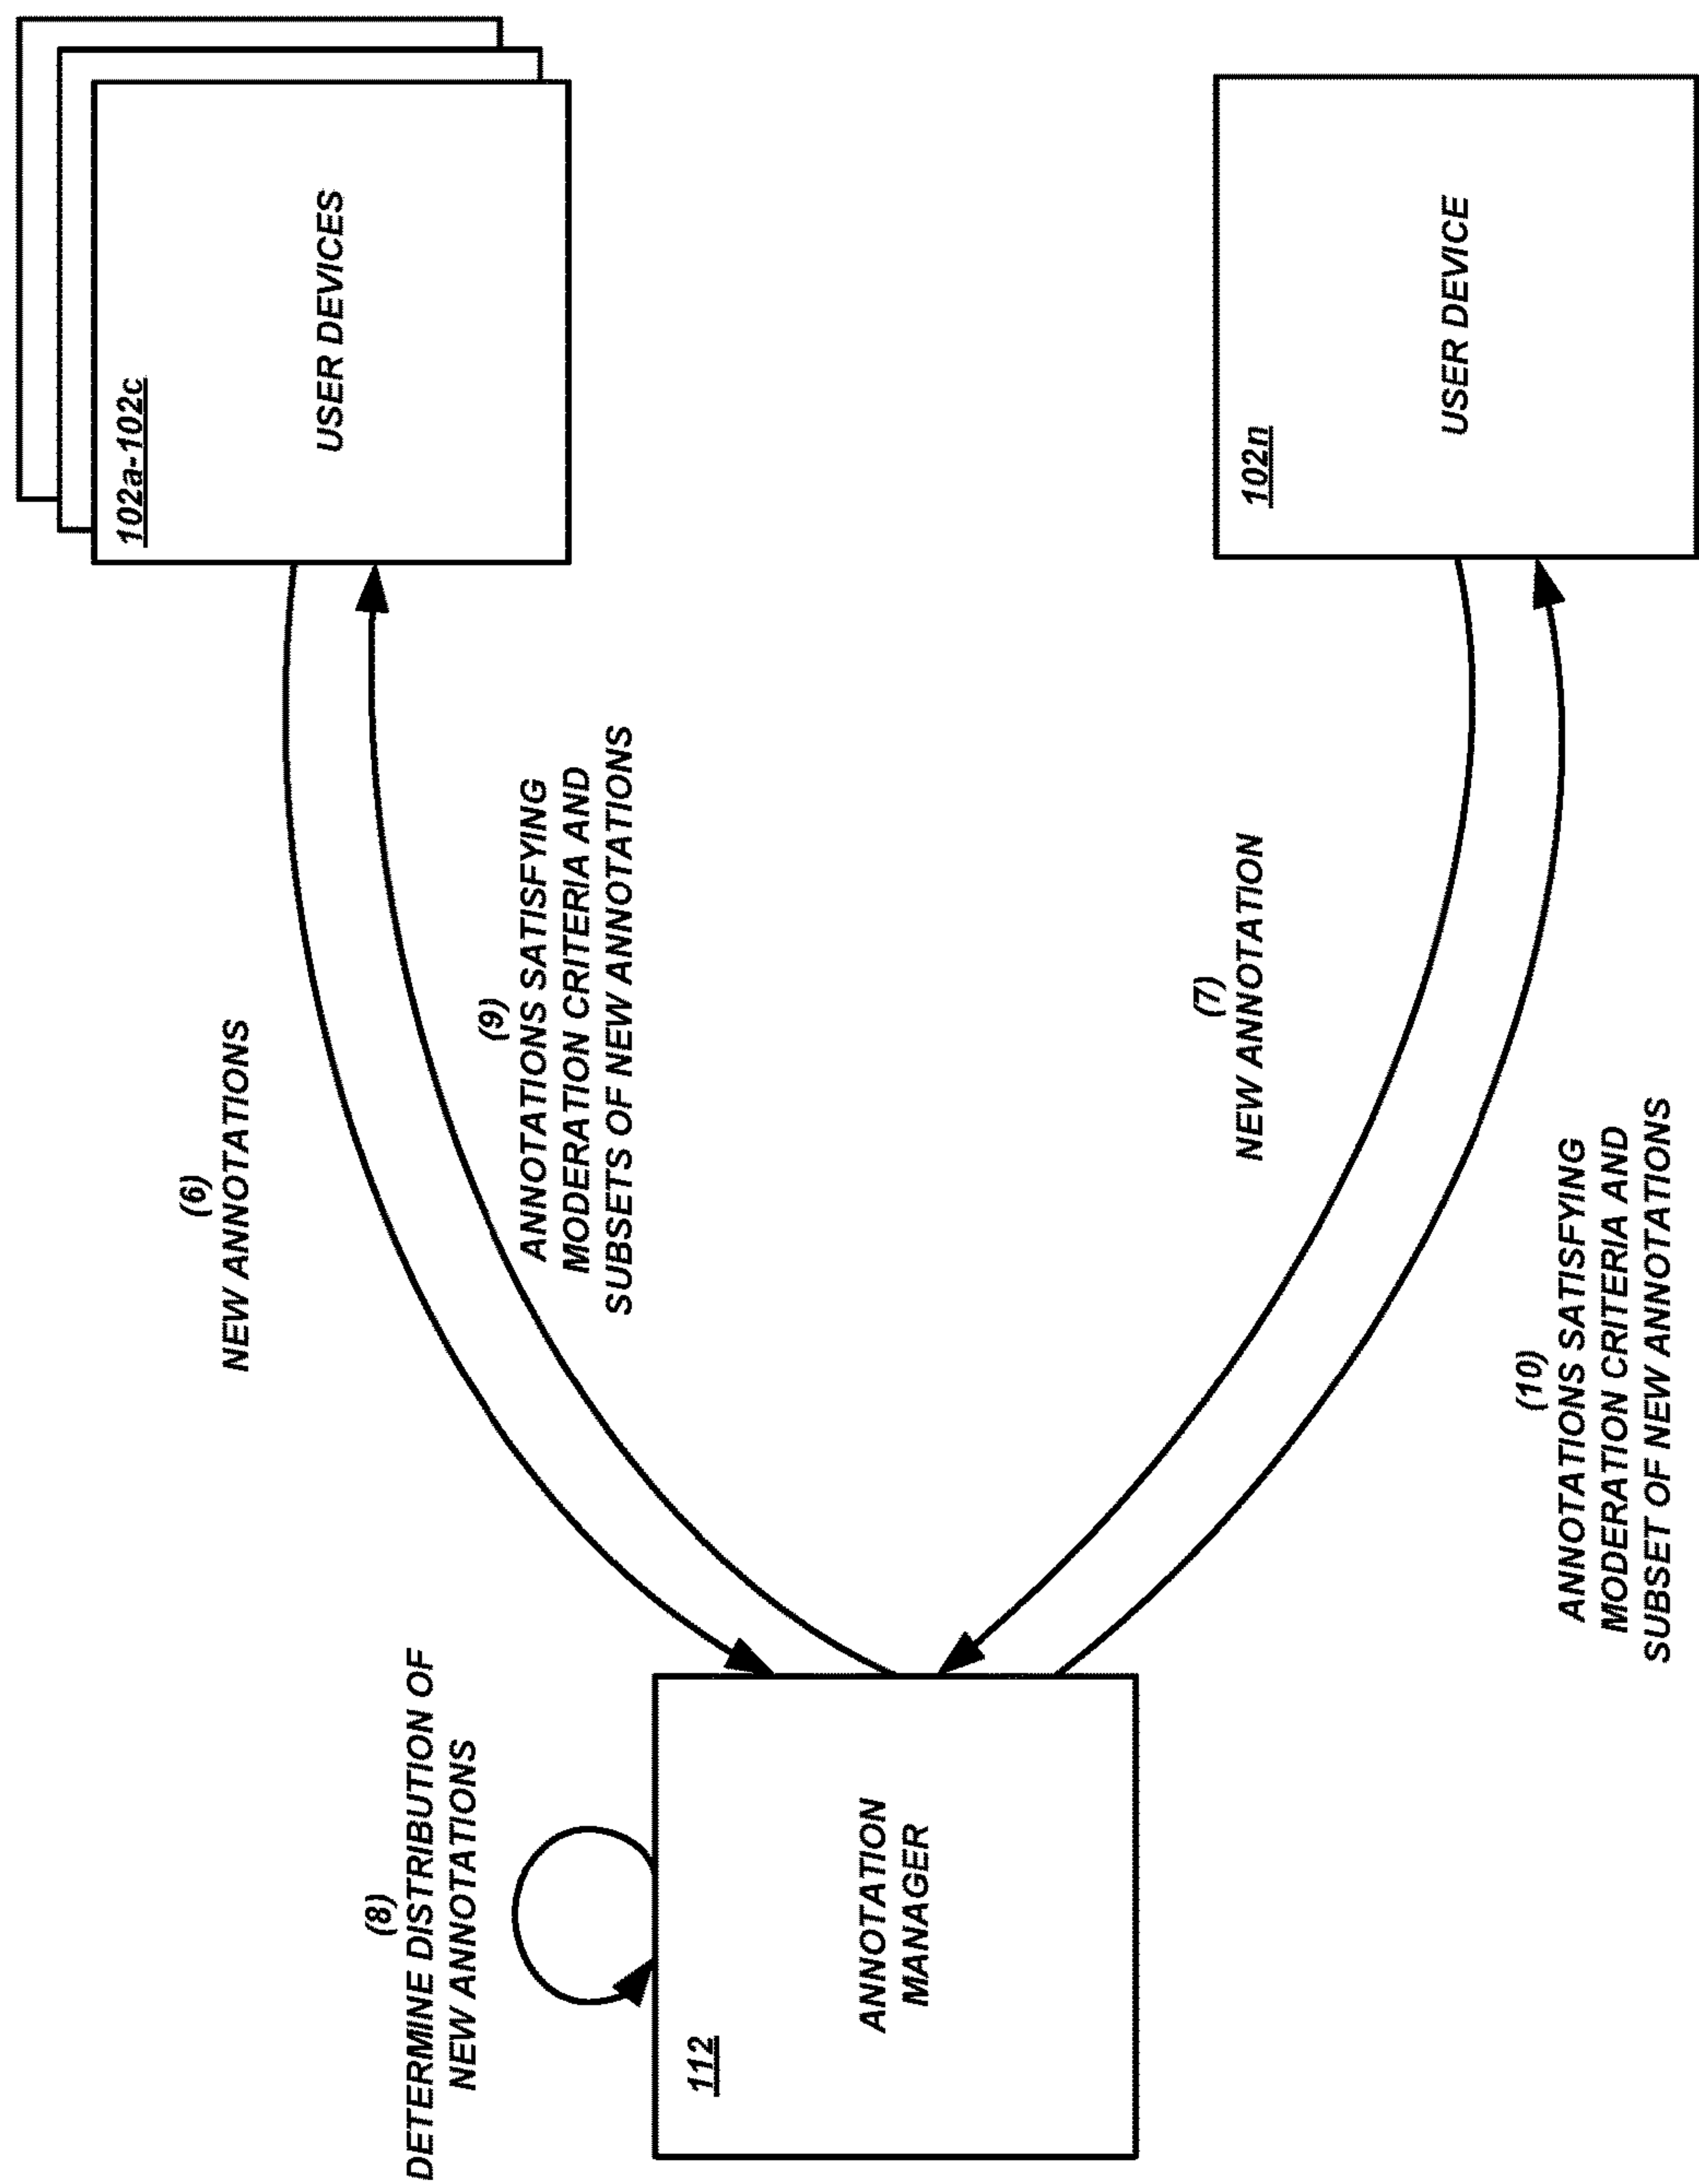 102a-102c
USER DEVICES
(6)
NEW ANNOTATIONS
(9)
ANNOTATIONS SATISFYING
MODERATION CRITERIA AND
SUBSETS OF NEW ANNOTATIONS
(8)
DETERMINE DISTRIBUTION OF
NEW ANNOTATIONS
112
ANNOTATION
MANAGER
(7)
NEW ANNOTATION
(10)
ANNOTATIONS SATISFYING
MODERATION CRITERIA AND
SUBSET OF NEW ANNOTATIONS
102n
USER DEVICE